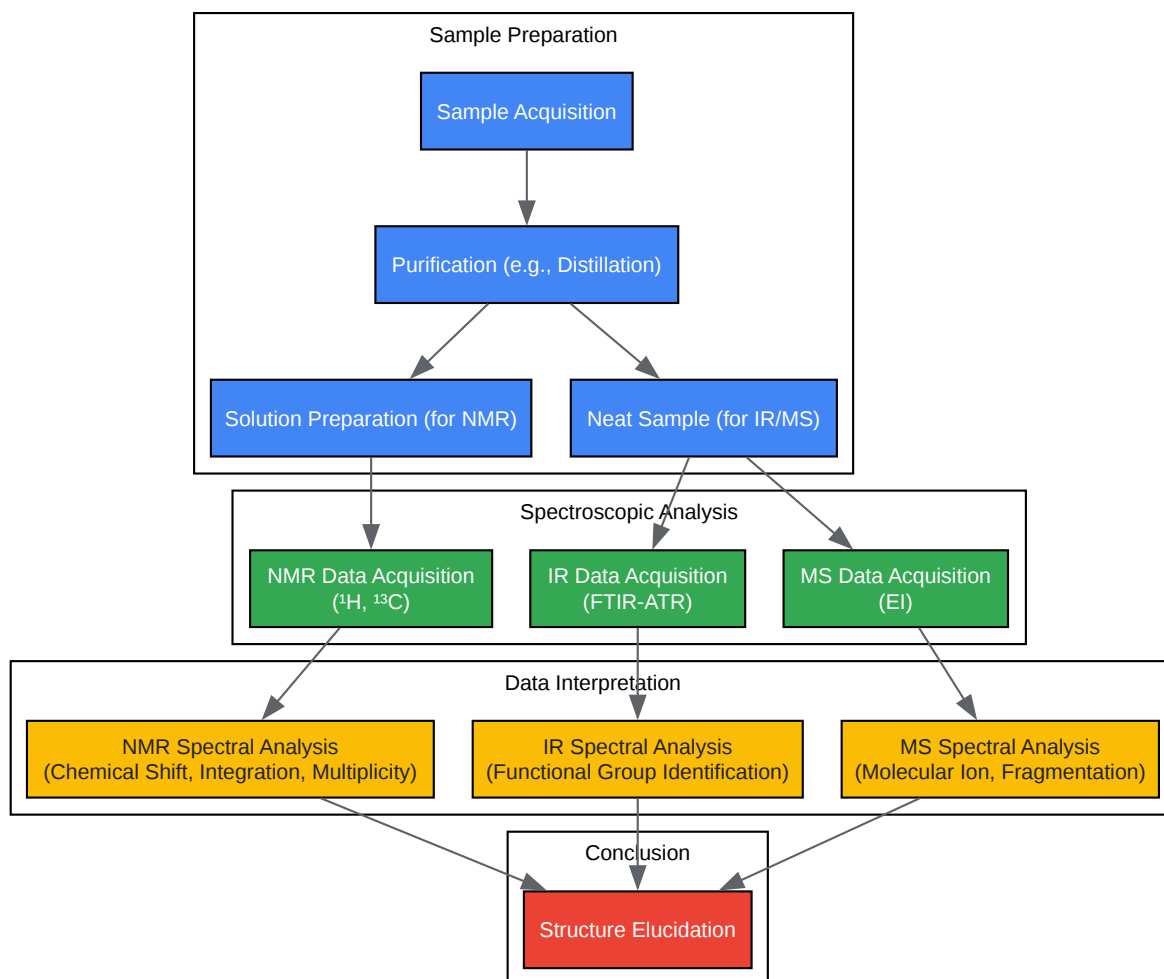 Sample Preparation
Sample Acquisition
Purification (e.g., Distillation)
Solution Preparation (for NMR)
Neat Sample (for IR/MS)
Spectroscopic Analysis
NMR Data Acquisition
(¹H, ¹³C)
IR Data Acquisition
(FTIR-ATR)
MS Data Acquisition
(EI)
Data Interpretation
NMR Spectral Analysis
(Chemical Shift, Integration, Multiplicity)
IR Spectral Analysis
(Functional Group Identification)
MS Spectral Analysis
(Molecular Ion, Fragmentation)
Conclusion
Structure Elucidation